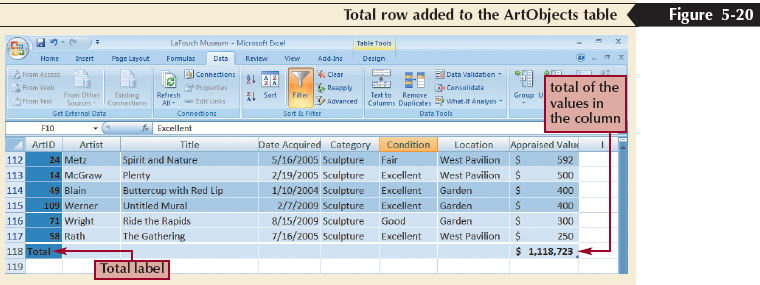 Total row added to the ArtObjects table Figure 5-20
LaFouch Museum - Microsoft Excel Table Tools
Home Insert Page Layout Formulas Data Review View Add-Ins Design
From Access
From Web
From Text
From Other Sources
Get External Data
Existing Connections
Refresh All
Connections
Properties
Edit Links
Connections
Sort
Filter
Clear
Reapply
Advanced
Sort & Filter
Text to Columns
Remove Duplicates
Data Validation
Consolidate
What-If Analysis
Data Tools
Group
total of the
values in
the column
F10 fx Excellent
ArtID Artist Title Date Acquired Category Condition Location Appraised Value I
112 24 Metz Spirit and Nature 5/16/2005 Sculpture Fair West Pavilion $ 592
113 14 McGraw Plenty 2/19/2005 Sculpture Excellent West Pavilion $ 500
114 49 Blain Buttercup with Red Lip 1/10/2004 Sculpture Excellent Garden $ 400
115 109 Werner Untitled Mural 2/7/2009 Sculpture Excellent Garden $ 400
116 71 Wright Ride the Rapids 8/15/2009 Sculpture Good Garden $ 300
117 58 Rath The Gathering 7/16/2005 Sculpture Excellent West Pavilion $ 250
118 Total $ 1,118,723
119
Total label